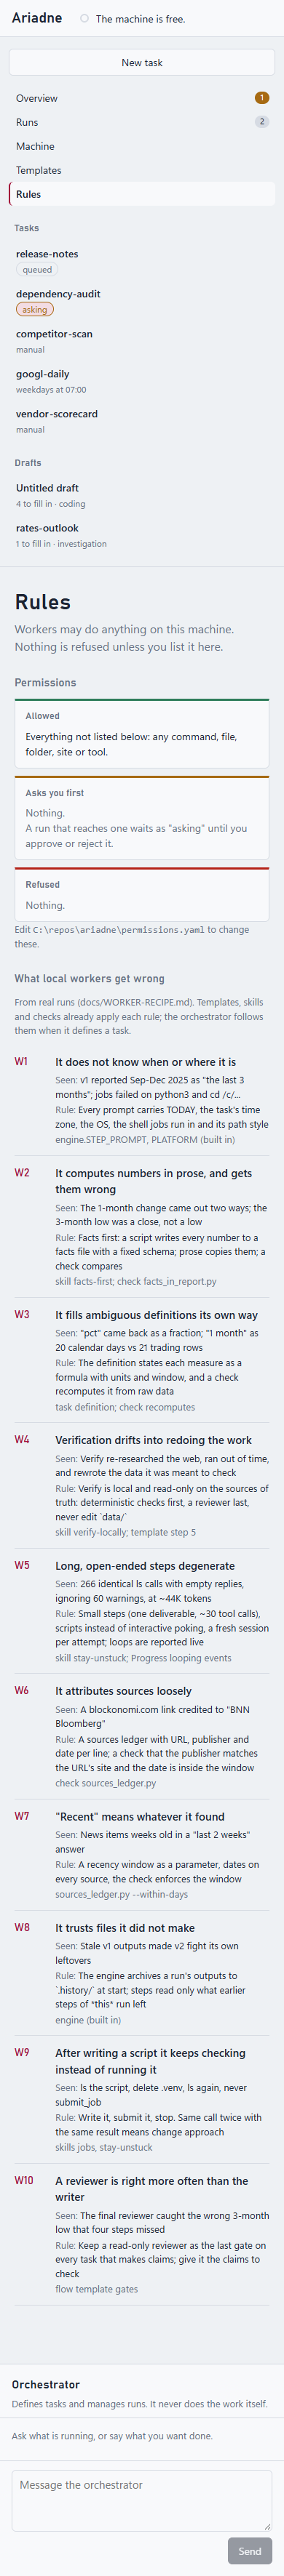 Ariadne
The machine is free.
New task
Overview
1
Runs
2
Machine
Templates
Rules
Tasks
release-notes
queued
dependency-audit
asking
competitor-scan
manual
googl-daily
weekdays at 07:00
vendor-scorecard
manual
Drafts
Untitled draft
4 to fill in · coding
rates-outlook
1 to fill in · investigation
Rules
Workers may do anything on this machine.
Nothing is refused unless you list it here.
Permissions
Allowed
Everything not listed below: any command, file,
folder, site or tool.
Asks you first
Nothing.
A run that reaches one waits as "asking" until you
approve or reject it.
Refused
Nothing.
Edit C:\repos\ariadne\permissions.yaml to change
these.
What local workers get wrong
From real runs (docs/WORKER-RECIPE.md). Templates, skills
and checks already apply each rule; the orchestrator follows
them when it defines a task.
W1
It does not know when or where it is
Seen: v1 reported Sep-Dec 2025 as "the last 3
months"; jobs failed on python3 and cd /c/...
Rule: Every prompt carries TODAY, the task's time
zone, the OS, the shell jobs run in and its path style
engine.STEP_PROMPT, PLATFORM (built in)
W2
It computes numbers in prose, and gets
them wrong
Seen: The 1-month change came out two ways; the
3-month low was a close, not a low
Rule: Facts first: a script writes every number to a
facts file with a fixed schema; prose copies them; a
check compares
skill facts-first; check facts_in_report.py
W3
It fills ambiguous definitions its own way
Seen: "pct" came back as a fraction; "1 month" as
20 calendar days vs 21 trading rows
Rule: The definition states each measure as a
formula with units and window, and a check
recomputes it from raw data
task definition; check recomputes
W4
Verification drifts into redoing the work
Seen: Verify re-researched the web, ran out of time,
and rewrote the data it was meant to check
Rule: Verify is local and read-only on the sources of
truth: deterministic checks first, a reviewer last,
never edit `data/`
skill verify-locally; template step 5
W5
Long, open-ended steps degenerate
Seen: 266 identical ls calls with empty replies,
ignoring 60 warnings, at ~44K tokens
Rule: Small steps (one deliverable, ~30 tool calls),
scripts instead of interactive poking, a fresh session
per attempt; loops are reported live
skill stay-unstuck; Progress looping events
W6
It attributes sources loosely
Seen: A blockonomi.com link credited to "BNN
Bloomberg"
Rule: A sources ledger with URL, publisher and
date per line; a check that the publisher matches
the URL's site and the date is inside the window
check sources_ledger.py
W7
"Recent" means whatever it found
Seen: News items weeks old in a "last 2 weeks"
answer
Rule: A recency window as a parameter, dates on
every source, the check enforces the window
sources_ledger.py --within-days
W8
It trusts files it did not make
Seen: Stale v1 outputs made v2 fight its own
leftovers
Rule: The engine archives a run's outputs to
`.history/` at start; steps read only what earlier
steps of *this* run left
engine (built in)
W9
After writing a script it keeps checking
instead of running it
Seen: ls the script, delete .venv, ls again, never
submit_job
Rule: Write it, submit it, stop. Same call twice with
the same result means change approach
skills jobs, stay-unstuck
W10
A reviewer is right more often than the
writer
Seen: The final reviewer caught the wrong 3-month
low that four steps missed
Rule: Keep a read-only reviewer as the last gate on
every task that makes claims; give it the claims to
check
flow template gates
Orchestrator
Defines tasks and manages runs. It never does the work itself.
Ask what is running, or say what you want done.
Message the orchestrator
Send